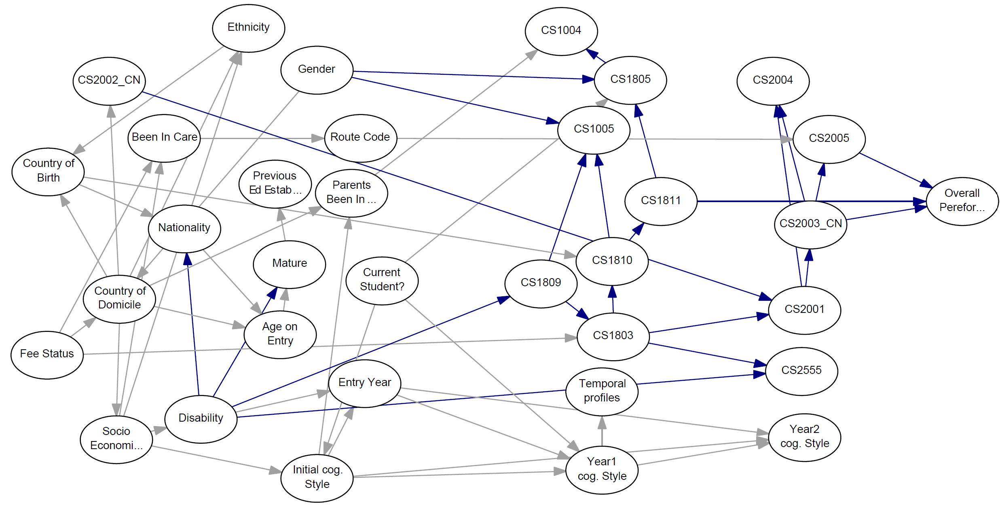 Ethnicity
CS1004
Gender
CS2002_CN
CS1805
CS2004
Been In Care
Route Code
CS1005
CS2005
Country of
Birth
Previous
Ed Estab...
Parents
Been In ...
CS1811
Overall
Perefor...
Nationality
CS2003_CN
Mature
Current
Student?
CS1809
CS1810
Country of
Domicile
CS2001
Age on
Entry
CS1803
Fee Status
CS2555
Entry Year
Temporal
profiles
Disability
Socio
Economi...
Year2
cog. Style
Initial cog.
Style
Year1
cog. Style